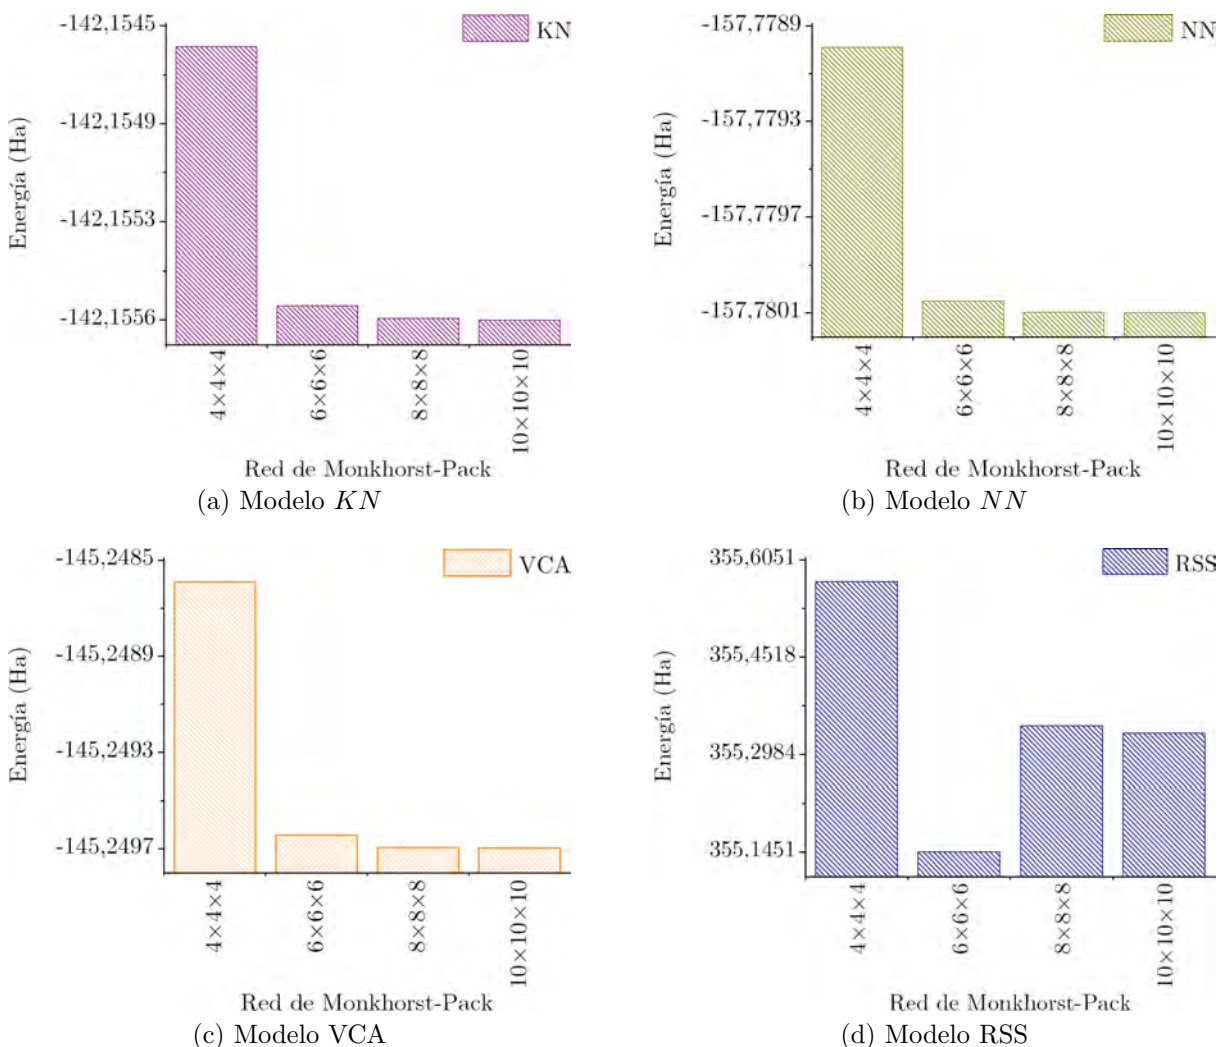 -142,1545
-142,1549
-142,1553
-142,1556
Energía (Ha)
KN
4×4×4
6×6×6
8×8×8
10×10×10
Red de Monkhorst-Pack
(a) Modelo KN
-157,7789
-157,7793
-157,7797
-157,7801
Energía (Ha)
NN
4×4×4
6×6×6
8×8×8
10×10×10
Red de Monkhorst-Pack
(b) Modelo NN
-145,2485
-145,2489
-145,2493
-145,2497
Energía (Ha)
VCA
4×4×4
6×6×6
8×8×8
10×10×10
Red de Monkhorst-Pack
(c) Modelo VCA
355,6051
355,4518
355,2984
355,1451
Energía (Ha)
RSS
4×4×4
6×6×6
8×8×8
10×10×10
Red de Monkhorst-Pack
(d) Modelo RSS